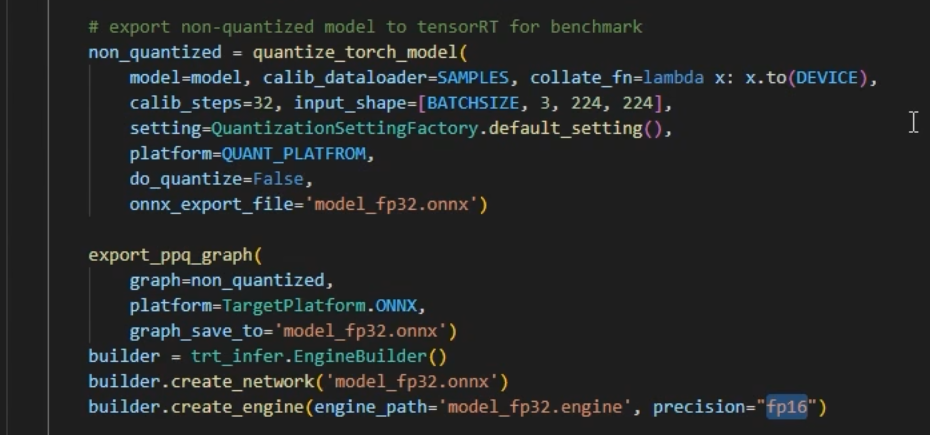 # export non-quantized model to tensorRT for benchmark
non_quantized = quantize_torch_model(
model=model, calib_dataloader=SAMPLES, collate_fn=lambda x: x.to(DEVICE),
calib_steps=32, input_shape=[BATCHSIZE, 3, 224, 224],
setting=QuantizationSettingFactory.default_setting(),
platform=QUANT_PLATFROM,
do_quantize=False,
onnx_export_file='model_fp32.onnx')
export_ppq_graph(
graph=non_quantized,
platform=TargetPlatform.ONNX,
graph_save_to='model_fp32.onnx')
builder = trt_infer.EngineBuilder()
builder.create_network('model_fp32.onnx')
builder.create_engine(engine_path='model_fp32.engine', precision="fp16")